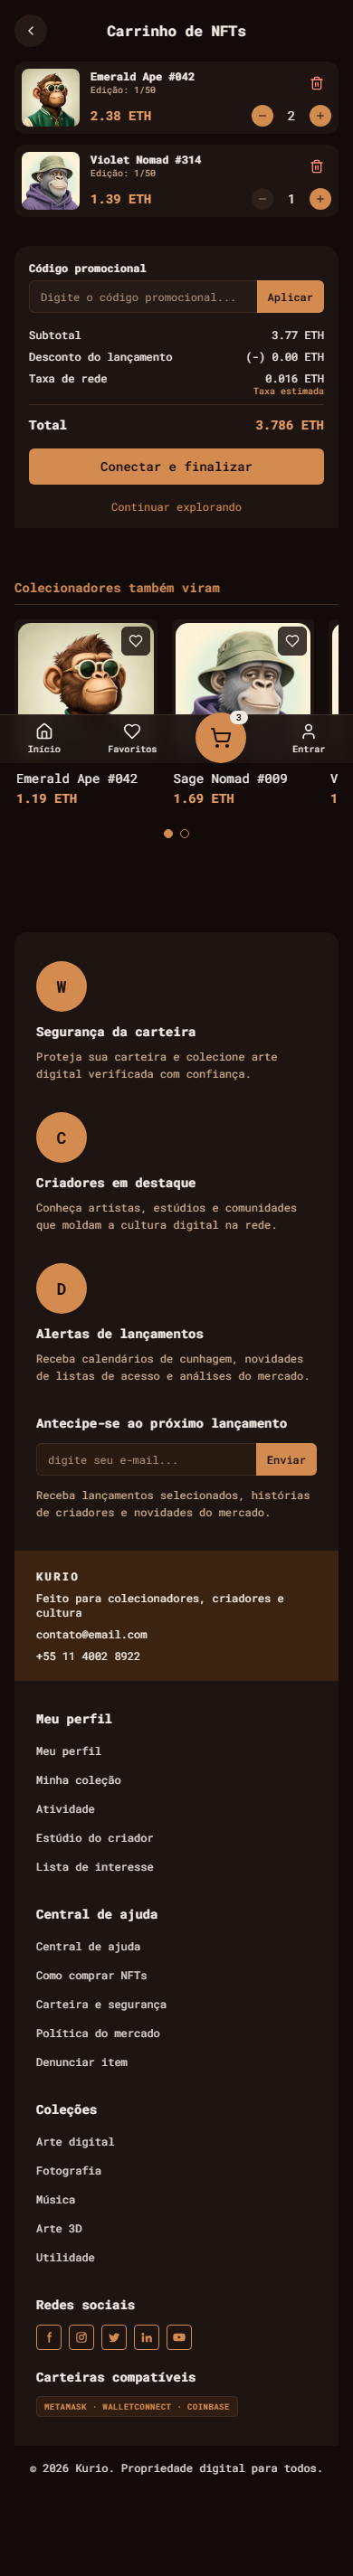 Carrinho de NFTs
Emerald Ape #042
Edição: 1/50
2.38 ETH
2
Violet Nomad #314
Edição: 1/50
1.39 ETH
1
Código promocional
Digite o código promocional...
Aplicar
Subtotal
3.77 ETH
Desconto do lançamento
(-) 0.00 ETH
Taxa de rede
0.016 ETH
Taxa estimada
Total
3.786 ETH
Conectar e finalizar
Continuar explorando
Colecionadores também viram
3
Início
Favoritos
Entrar
Emerald Ape #042
Sage Nomad #009
V
1.19 ETH
1.69 ETH
1
W
Segurança da carteira
Proteja sua carteira e colecione arte
digital verificada com confiança.
C
Criadores em destaque
Conheça artistas, estúdios e comunidades
que moldam a cultura digital na rede.
D
Alertas de lançamentos
Receba calendários de cunhagem, novidades
de listas de acesso e análises do mercado.
Antecipe-se ao próximo lançamento
digite seu e-mail...
Enviar
Receba lançamentos selecionados, histórias
de criadores e novidades do mercado.
KURIO
Feito para colecionadores, criadores e
cultura
contato@email.com
+55 11 4002 8922
Meu perfil
Meu perfil
Minha coleção
Atividade
Estúdio do criador
Lista de interesse
Central de ajuda
Central de ajuda
Como comprar NFTs
Carteira e segurança
Política do mercado
Denunciar item
Coleções
Arte digital
Fotografia
Música
Arte 3D
Utilidade
Redes sociais
Carteiras compatíveis
METAMASK · WALLETCONNECT · COINBASE
© 2026 Kurio. Propriedade digital para todos.